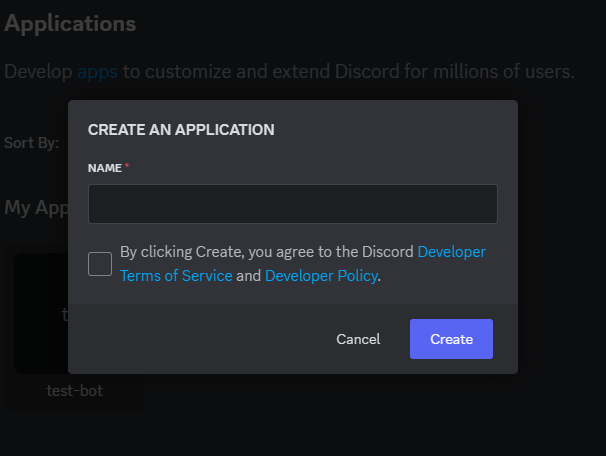 Applications
Develop apps to customize and extend Discord for millions of users.
Sort By:
My App
CREATE AN APPLICATION
NAME *
By clicking Create, you agree to the Discord Developer
Terms of Service and Developer Policy.
Cancel
Create
t
test-bot